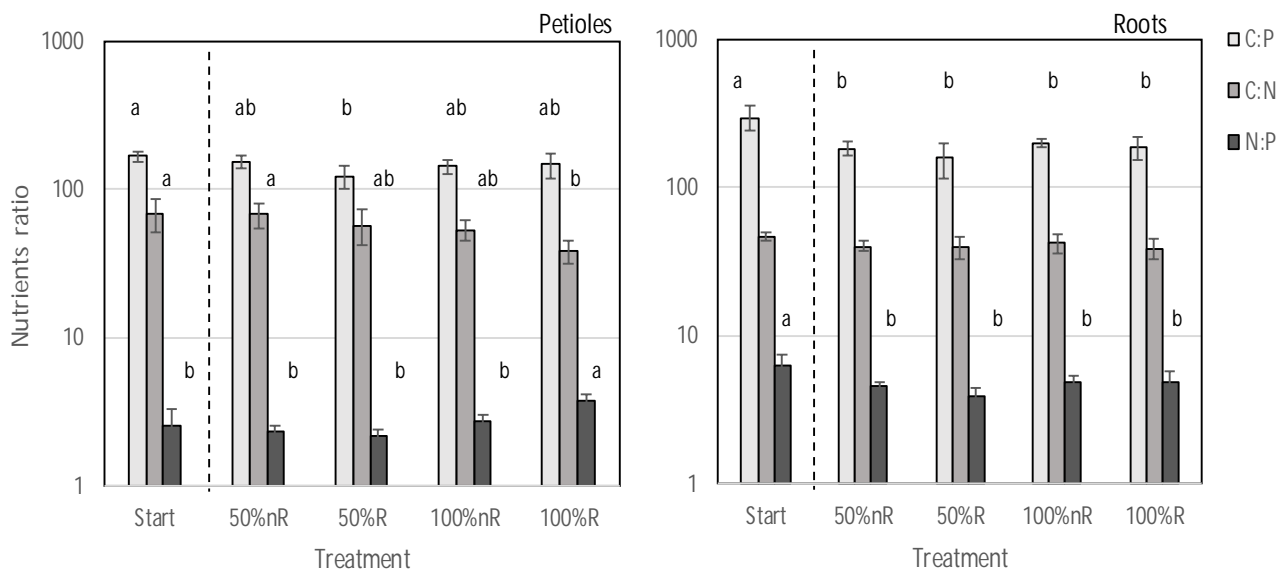 Petioles
1000
100
10
1
Nutrients ratio
a ab b ab ab
a a ab ab b
b b b b a
Start 50%nR 50%R 100%nR 100%R
Treatment
Roots
1000
100
10
1
a b b b b
a b b b b
Start 50%nR 50%R 100%nR 100%R
Treatment
C:P
C:N
N:P